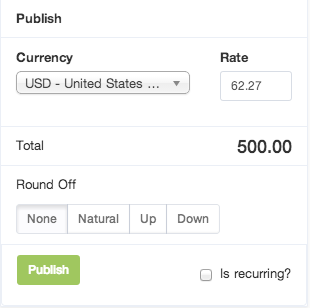 Publish
Currency Rate
USD - United States ... 62.27
Total 500.00
Round Off
None Natural Up Down
Publish Is recurring?